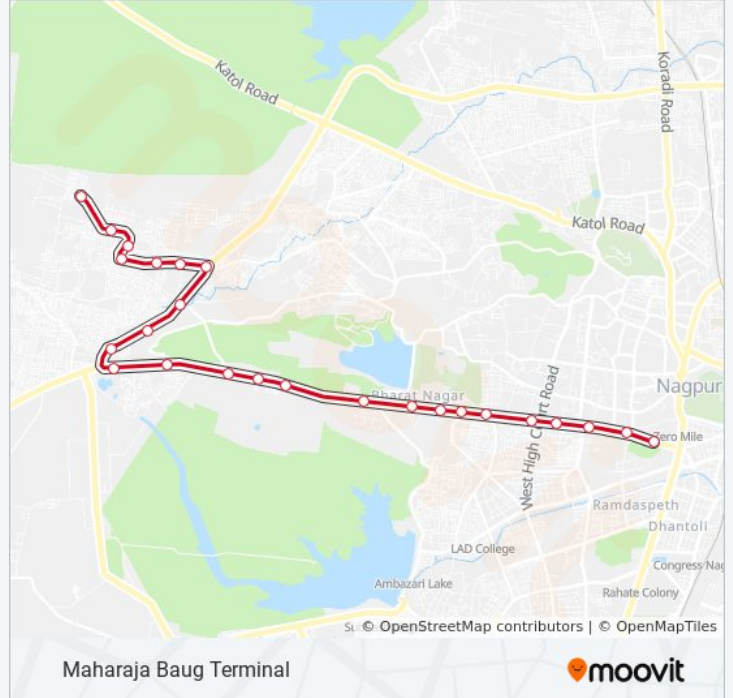 Katol Road
Koradi Road
Katol Road
Nagpur
Bharat Nagar
West High Court Road
Zero Mile
Ramdaspeth
Dhantoli
LAD College
Congress Nag
Ambazari Lake
Rahate Colony
© OpenStreetMap contributors | © OpenMapTiles
Maharaja Baug Terminal
moovit